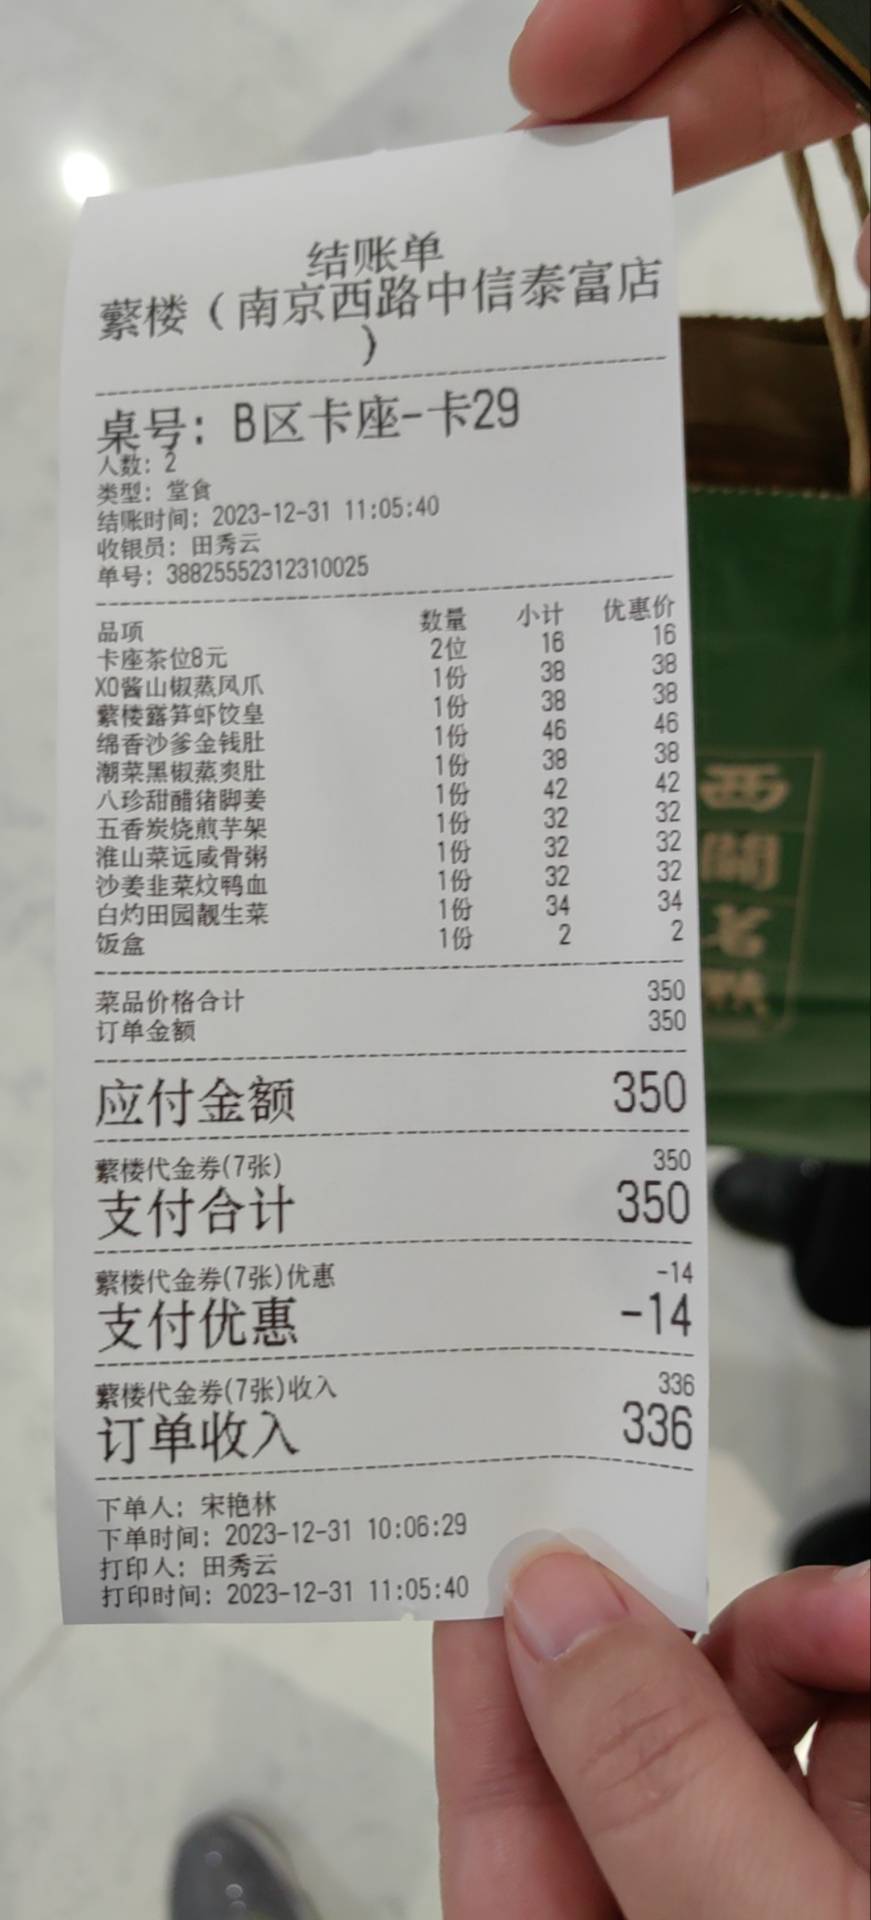 结账单
蘩楼（南京西路中信泰富店
）
桌号：B区卡座-卡29
人数：2
类型：堂食
结账时间：2023-12-31 11:05:40
收银员：田秀云
单号：38825552312310025
品项 数量 小计 优惠价
卡座茶位8元 2位 16 16
XO酱山椒蒸凤爪 1份 38 38
蘩楼露笋虾饺皇 1份 38 38
绵香沙爹金钱肚 1份 46 46
潮菜黑椒蒸爽肚 1份 38 38
八珍甜醋猪脚姜 1份 42 42
五香炭烧煎芋架 1份 32 32
淮山菜远咸骨粥 1份 32 32
沙姜韭菜炆鸭血 1份 32 32
白灼田园靓生菜 1份 34 34
饭盒 1份 2 2
菜品价格合计 350
订单金额 350
应付金额 350
蘩楼代金券(7张) 350
支付合计 350
蘩楼代金券(7张)优惠 -14
支付优惠 -14
蘩楼代金券(7张)收入 336
订单收入 336
下单人：宋艳林
下单时间：2023-12-31 10:06:29
打印人：田秀云
打印时间：2023-12-31 11:05:40
西關